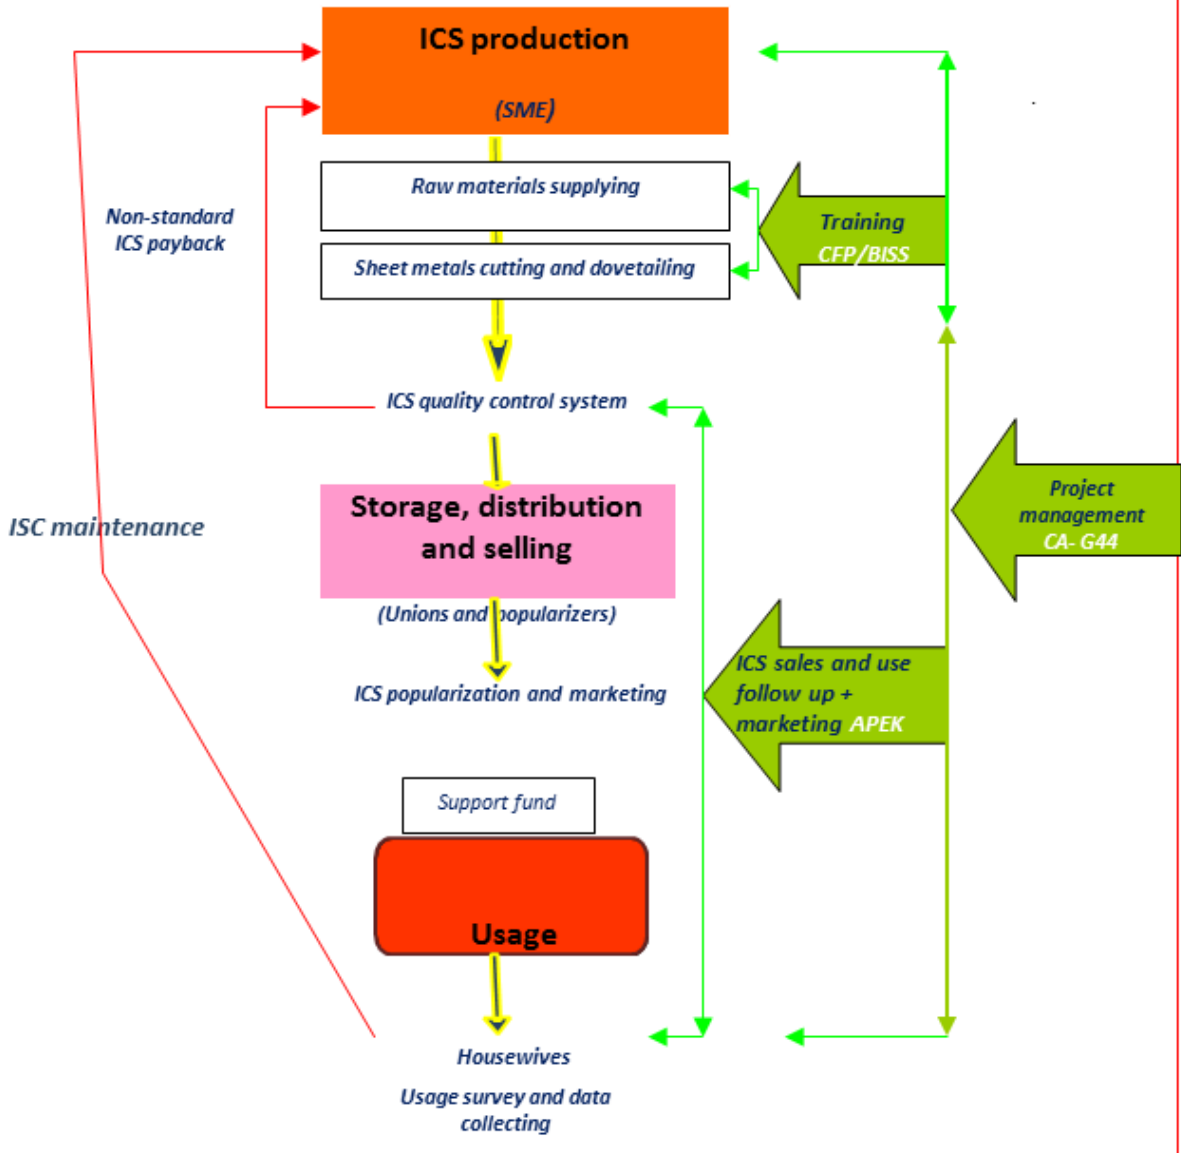 ICS production
(SME)
Raw materials supplying
Non-standard
ICS payback
Training
CFP/BISS
Sheet metals cutting and dovetailing
ICS quality control system
Storage, distribution
and selling
ISC maintenance
Project
management
CA- G44
(Unions and popularizers)
ICS popularization and marketing
ICS sales and use
follow up +
marketing APEK
Support fund
Usage
Housewives
Usage survey and data
collecting